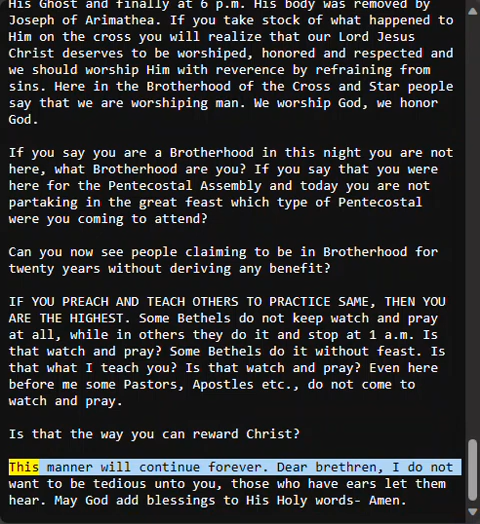 His Ghost and finally at 6 p.m. His body was removed by
Joseph of Arimathea. If you take stock of what happened to
Him on the cross you will realize that our Lord Jesus
Christ deserves to be worshiped, honored and respected and
we should worship Him with reverence by refraining from
sins. Here in the Brotherhood of the Cross and Star people
say that we are worshiping man. We worship God, we honor
God.
If you say you are a Brotherhood in this night you are not
here, what Brotherhood are you? If you say that you were
here for the Pentecostal Assembly and today you are not
partaking in the great feast which type of Pentecostal
were you coming to attend?
Can you now see people claiming to be in Brotherhood for
twenty years without deriving any benefit?
IF YOU PREACH AND TEACH OTHERS TO PRACTICE SAME, THEN YOU
ARE THE HIGHEST. Some Bethels do not keep watch and pray
at all, while in others they do it and stop at 1 a.m. Is
that watch and pray? Some Bethels do it without feast. Is
that what I teach you? Is that watch and pray? Even here
before me some Pastors, Apostles etc., do not come to
watch and pray.
Is that the way you can reward Christ?
This manner will continue forever. Dear brethren, I do not
want to be tedious unto you, those who have ears let them
hear. May God add blessings to His Holy words- Amen.